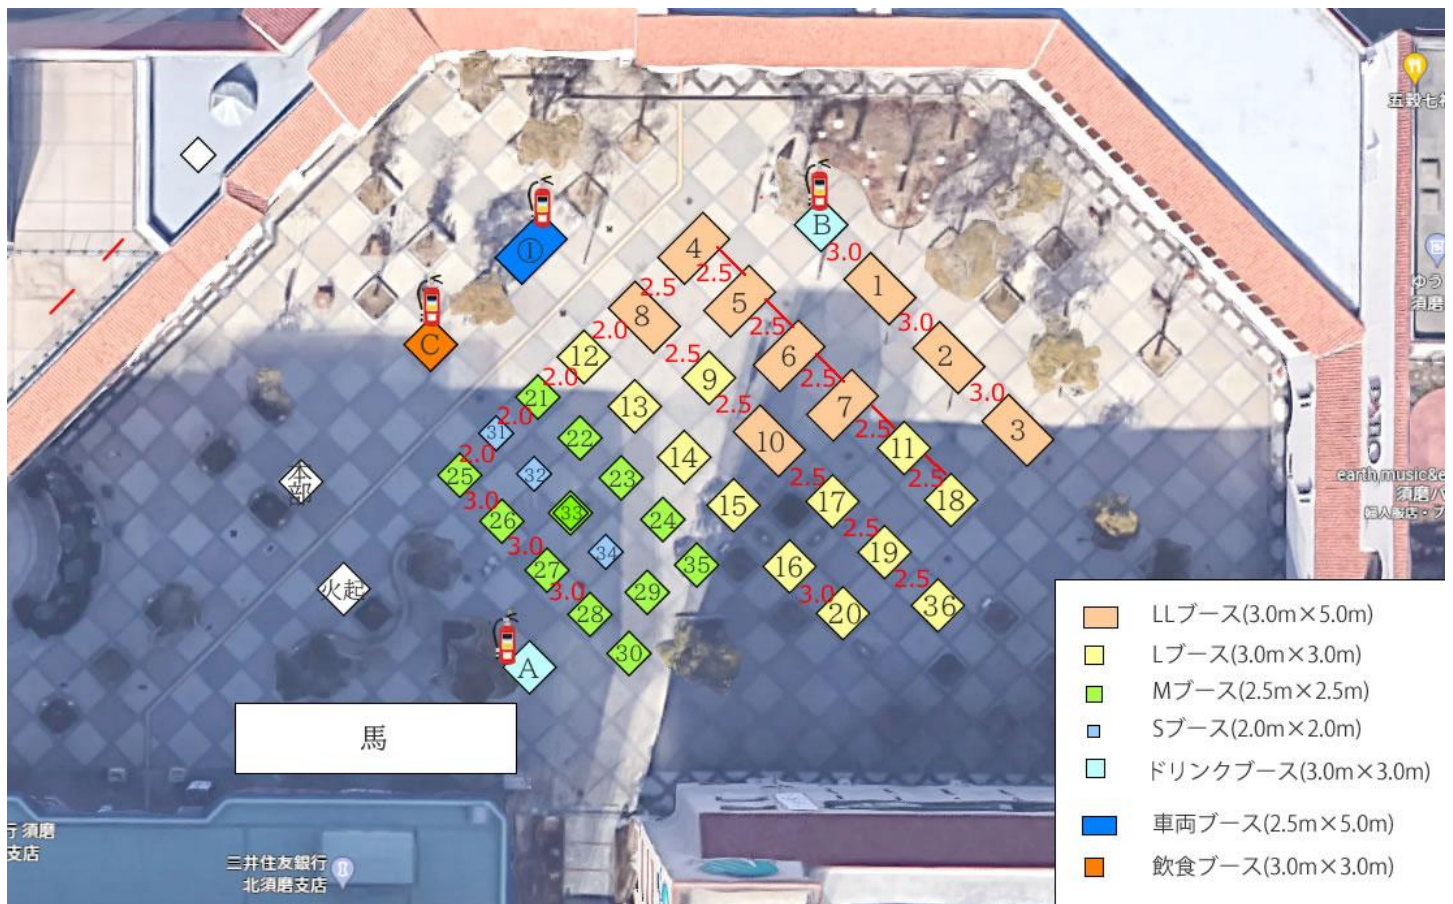 五穀七
ゆう
須磨
B
3.0
4
2.5
①
1
2.5
5
8
3.0
2.0
2.5
C
12
2.5
6
2
2.0
9
2.5
3.0
21
13
2.5
7
2.0
31
22
2.5
3
10
11
2.0
14
32
25
23
2.5
2.5
本部
3.0
17
18
15
33
26
24
2.5
3.0
34
19
35
16
2.5
27
火起
3.0
29
3.0
36
28
20
30
A
馬
earth music&e
須磨パ
婦人服店・ブ
LLブース(3.0m×5.0m)
Lブース(3.0m×3.0m)
Mブース(2.5m×2.5m)
Sブース(2.0m×2.0m)
ドリンクブース(3.0m×3.0m)
車両ブース(2.5m×5.0m)
飲食ブース(3.0m×3.0m)
行 須磨
支店
三井住友銀行
北須磨支店